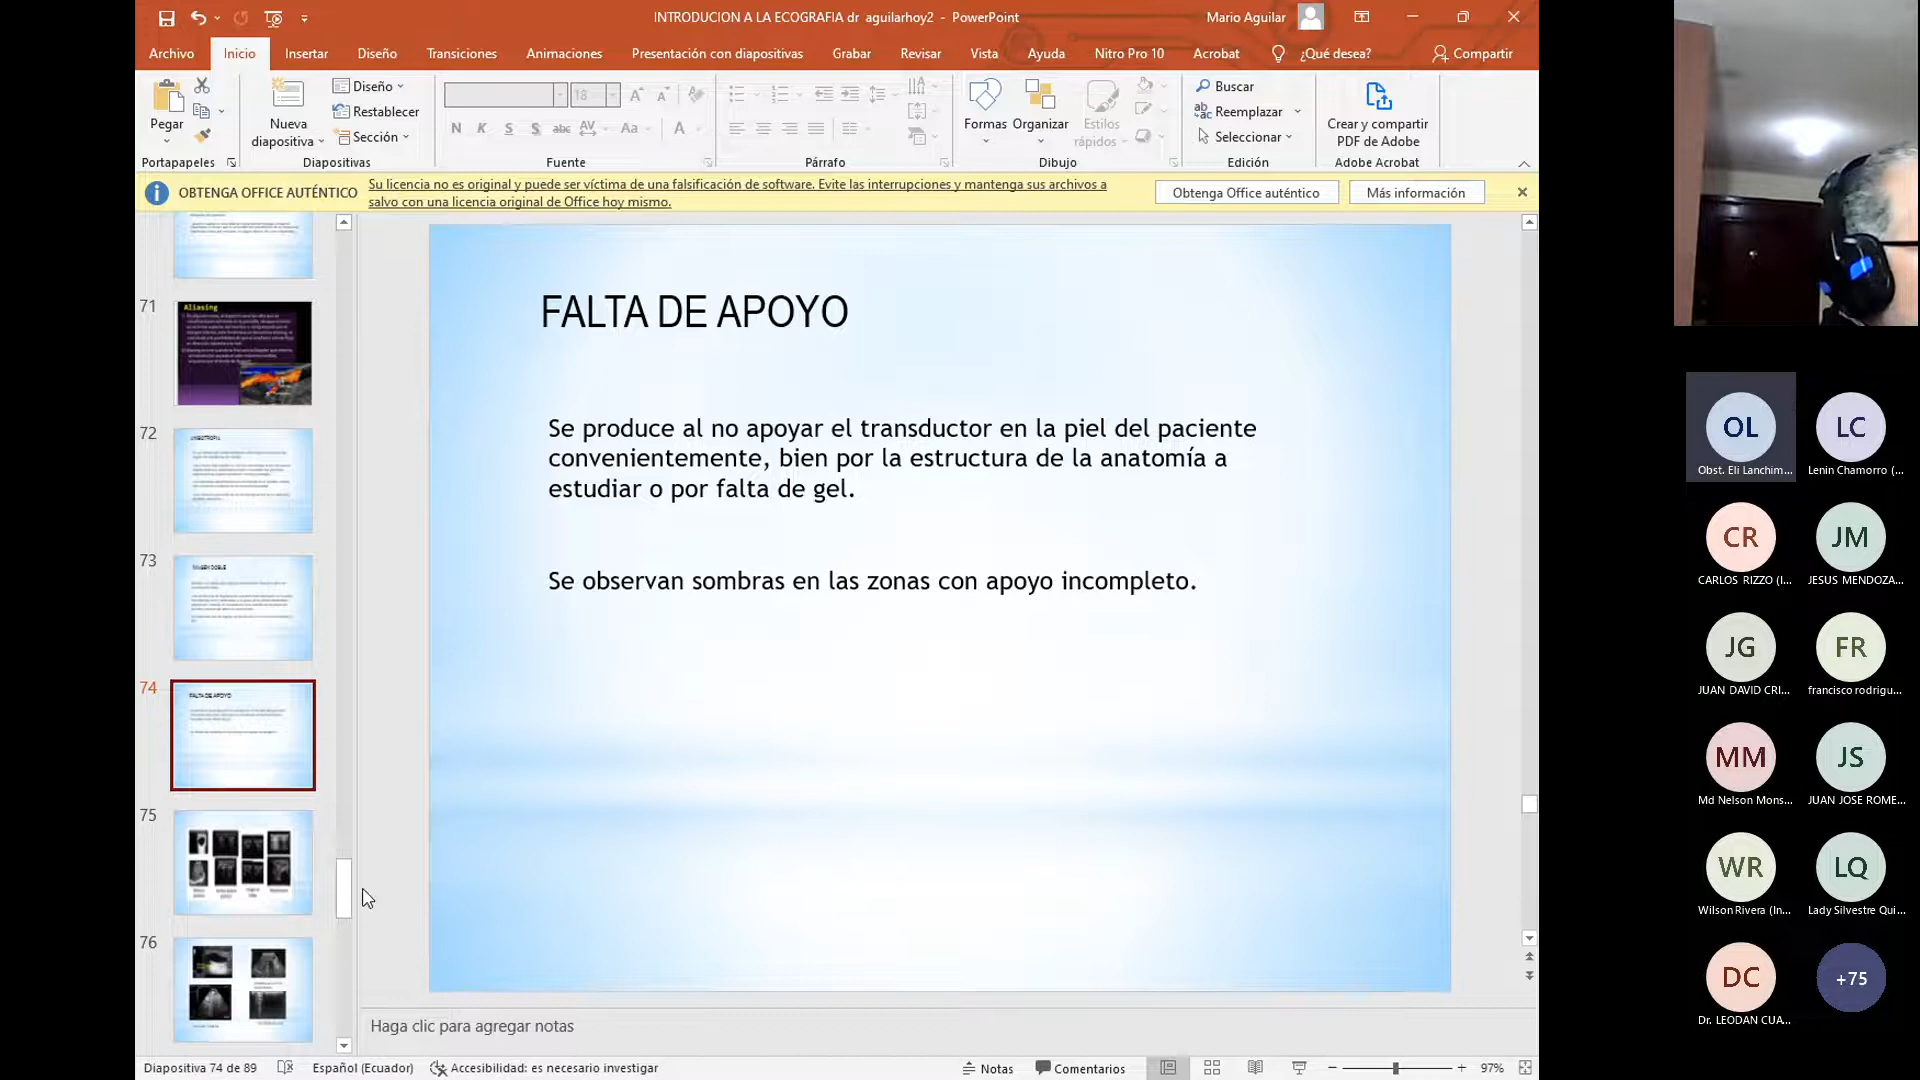 INTRODUCION A LA ECOGRAFIA dr aguilarhoy2 - PowerPoint
Mario Aguilar
Archivo
Inicio
Insertar
Diseño
Transiciones
Animaciones
Presentación con diapositivas
Grabar
Revisar
Vista
Ayuda
Nitro Pro 10
Acrobat
¿Qué desea?
Compartir
Pegar
Portapapeles
Nueva
diapositiva
Diseño
Restablecer
Sección
Diapositivas
18
N K S S abc AV Aa A
Fuente
Párrafo
Formas
Organizar
Estilos
rápidos
Dibujo
Buscar
Reemplazar
Seleccionar
Edición
Crear y compartir
PDF de Adobe
Adobe Acrobat
OBTENGA OFFICE AUTÉNTICO
Su licencia no es original y puede ser víctima de una falsificación de software. Evite las interrupciones y mantenga sus archivos a
salvo con una licencia original de Office hoy mismo.
Obtenga Office auténtico
Más información
71
Aliasing
72
73
74
FALTA DE APOYO
75
76
FALTA DE APOYO
Se produce al no apoyar el transductor en la piel del paciente
convenientemente, bien por la estructura de la anatomía a
estudiar o por falta de gel.
Se observan sombras en las zonas con apoyo incompleto.
Haga clic para agregar notas
Diapositiva 74 de 89
Español (Ecuador)
Accesibilidad: es necesario investigar
Notas
Comentarios
97%
OL
Obst. Eli Lanchim...
LC
Lenin Chamorro (...
CR
CARLOS RIZZO (I...
JM
JESUS MENDOZA...
JG
JUAN DAVID CRI...
FR
francisco rodrigu...
MM
Md Nelson Mons...
JS
JUAN JOSE ROME...
WR
Wilson Rivera (In...
LQ
Lady Silvestre Qui...
DC
Dr. LEODAN CUA...
+75